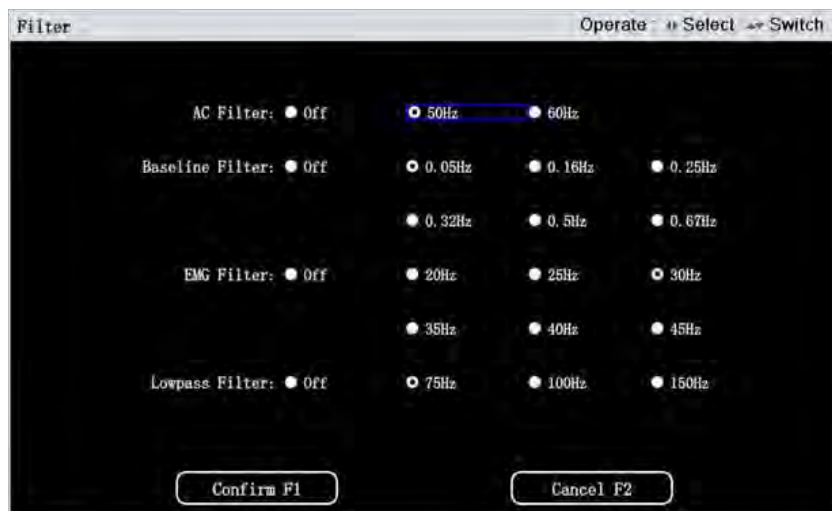 Filter Operate Select Switch
AC Filter: Off 50Hz 60Hz
Baseline Filter: Off 0.05Hz 0.16Hz 0.25Hz
0.32Hz 0.5Hz 0.67Hz
EMG Filter: Off 20Hz 25Hz 30Hz
35Hz 40Hz 45Hz
Lowpass Filter: Off 75Hz 100Hz 150Hz
Confirm F1 Cancel F2